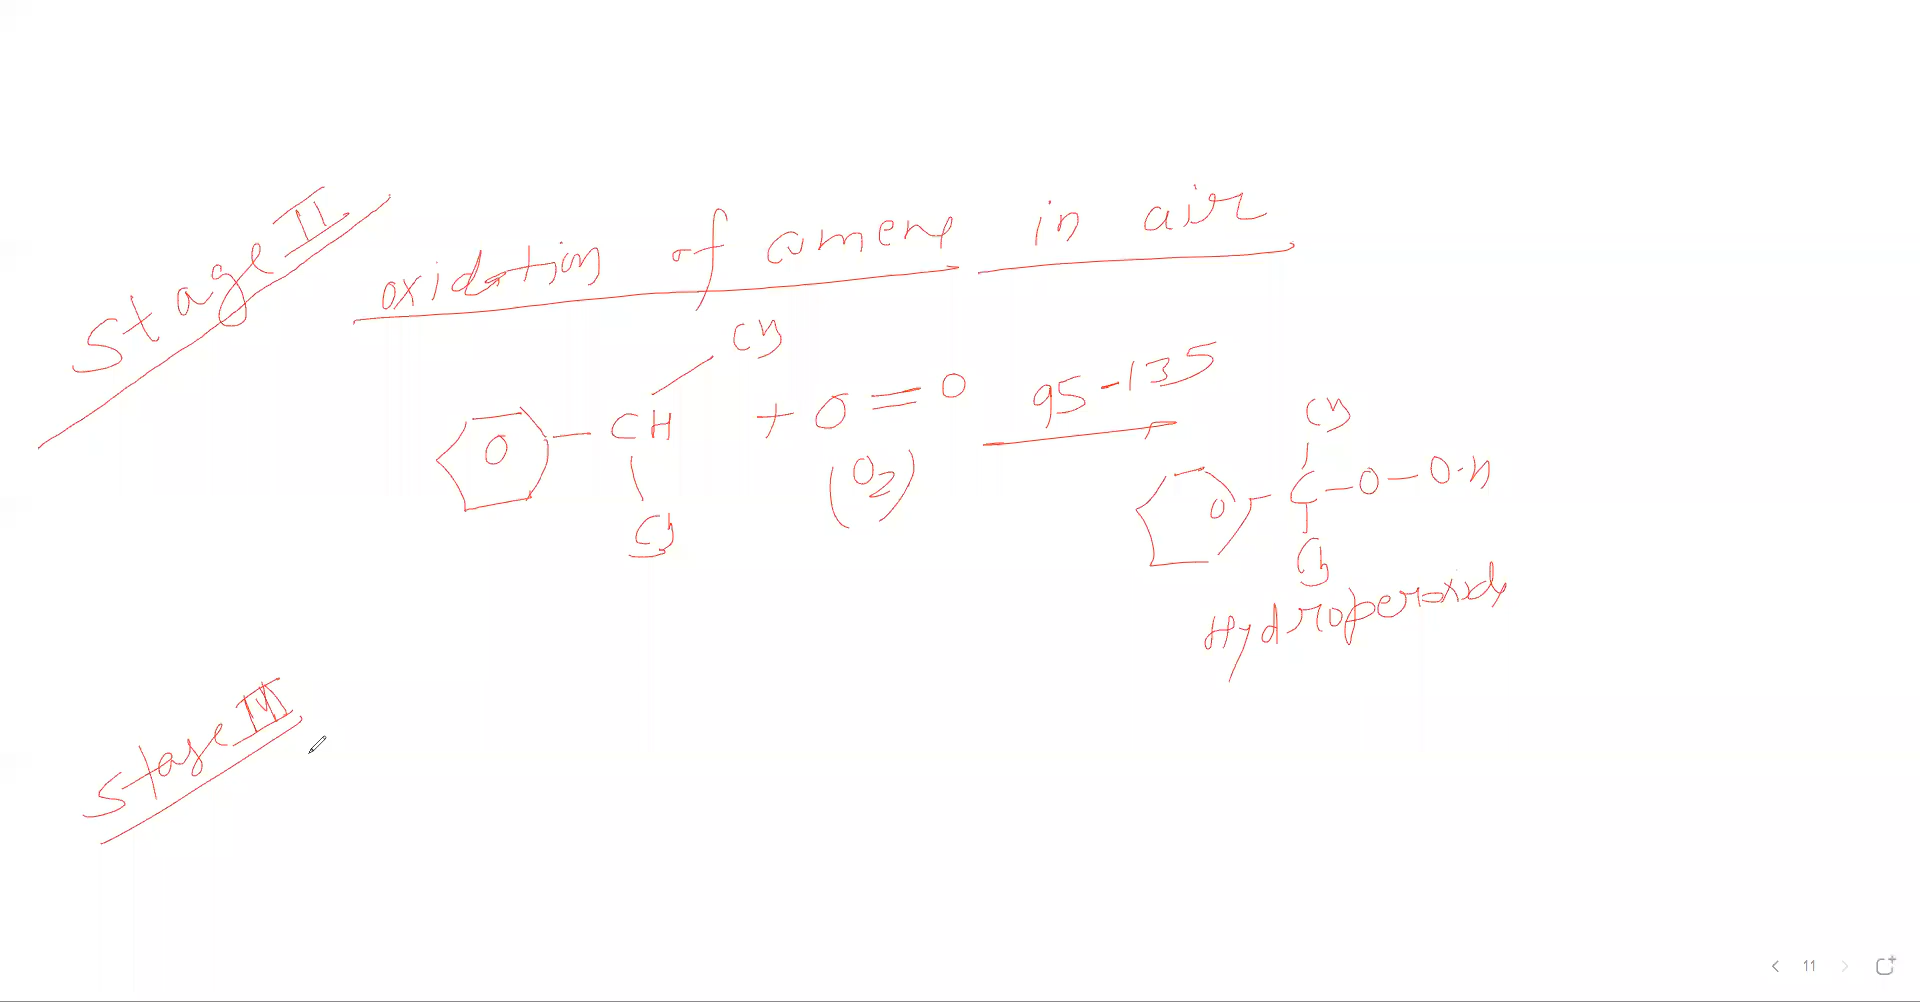 Stage II
oxidation of cumene in air
CH3
CH + O = O 95-135
(O2)
CH3
CH3
C - O - O-H
CH3
Hydroperoxide
Stage III
11